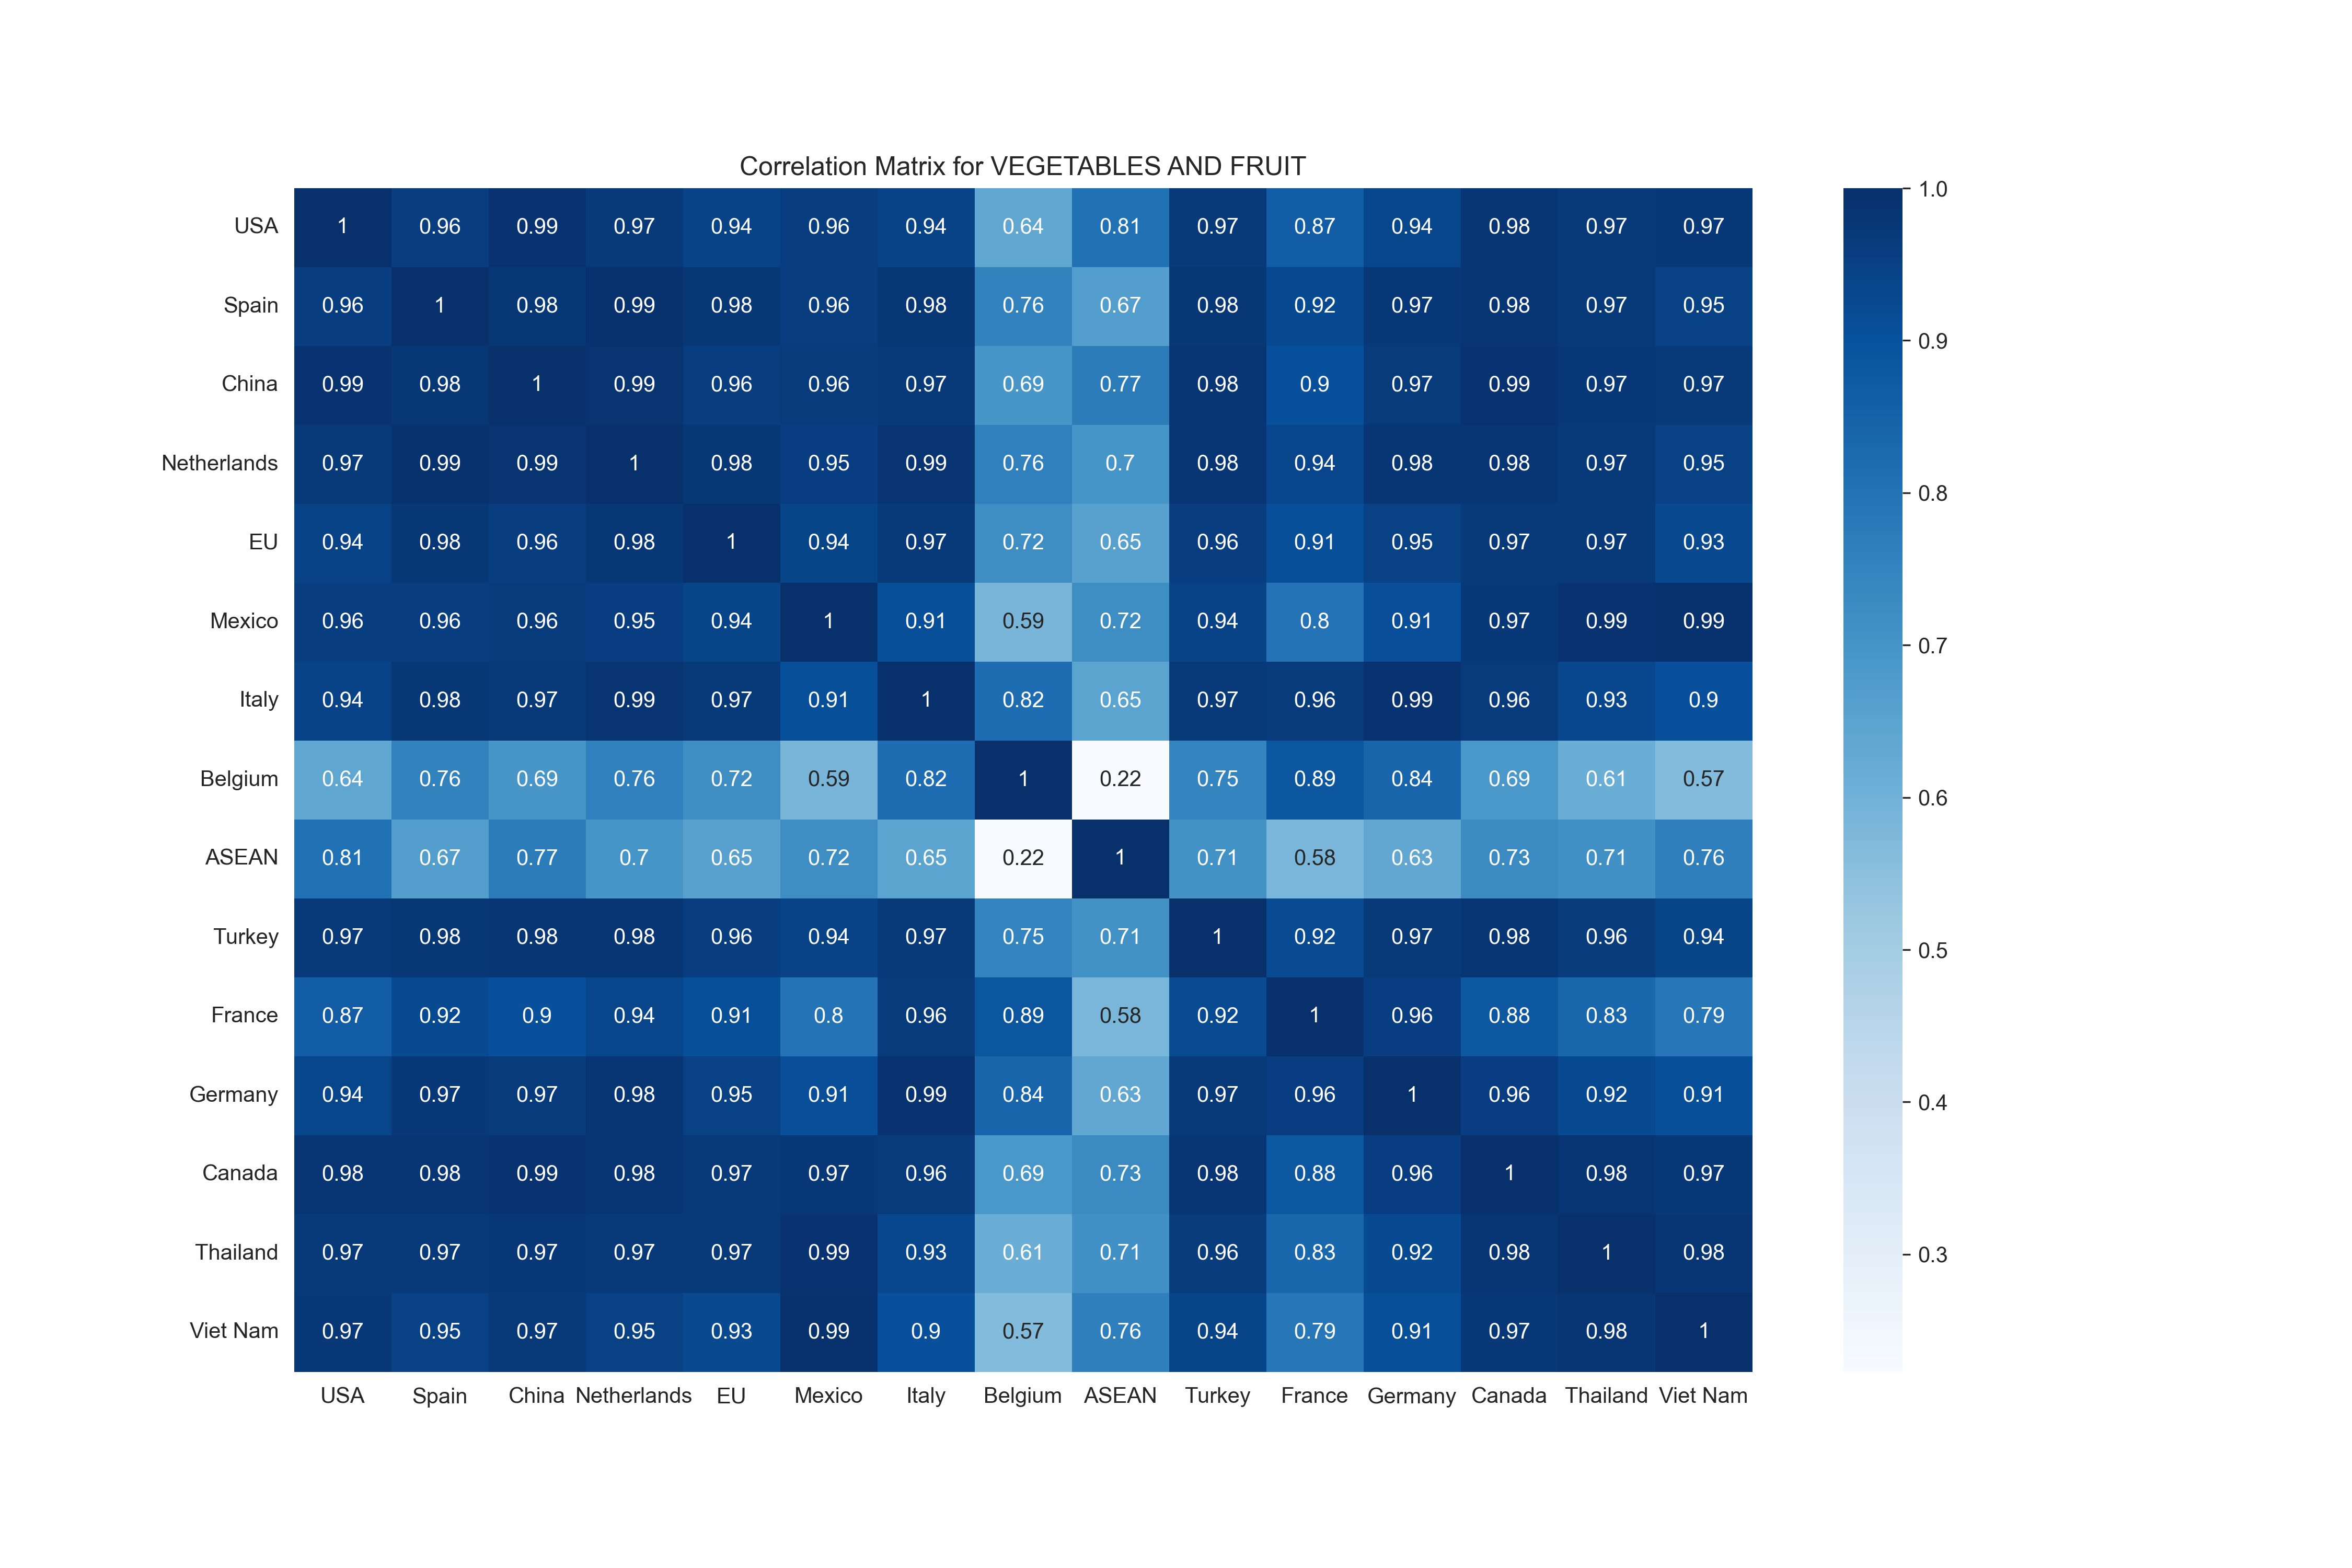 Correlation Matrix for VEGETABLES AND FRUIT
USA 1 0.96 0.99 0.97 0.94 0.96 0.94 0.64 0.81 0.97 0.87 0.94 0.98 0.97 0.97
Spain 0.96 1 0.98 0.99 0.98 0.96 0.98 0.76 0.67 0.98 0.92 0.97 0.98 0.97 0.95
China 0.99 0.98 1 0.99 0.96 0.96 0.97 0.69 0.77 0.98 0.9 0.97 0.99 0.97 0.97
Netherlands 0.97 0.99 0.99 1 0.98 0.95 0.99 0.76 0.7 0.98 0.94 0.98 0.98 0.97 0.95
EU 0.94 0.98 0.96 0.98 1 0.94 0.97 0.72 0.65 0.96 0.91 0.95 0.97 0.97 0.93
Mexico 0.96 0.96 0.96 0.95 0.94 1 0.91 0.59 0.72 0.94 0.8 0.91 0.97 0.99 0.99
Italy 0.94 0.98 0.97 0.99 0.97 0.91 1 0.82 0.65 0.97 0.96 0.99 0.96 0.93 0.9
Belgium 0.64 0.76 0.69 0.76 0.72 0.59 0.82 1 0.22 0.75 0.89 0.84 0.69 0.61 0.57
ASEAN 0.81 0.67 0.77 0.7 0.65 0.72 0.65 0.22 1 0.71 0.58 0.63 0.73 0.71 0.76
Turkey 0.97 0.98 0.98 0.98 0.96 0.94 0.97 0.75 0.71 1 0.92 0.97 0.98 0.96 0.94
France 0.87 0.92 0.9 0.94 0.91 0.8 0.96 0.89 0.58 0.92 1 0.96 0.88 0.83 0.79
Germany 0.94 0.97 0.97 0.98 0.95 0.91 0.99 0.84 0.63 0.97 0.96 1 0.96 0.92 0.91
Canada 0.98 0.98 0.99 0.98 0.97 0.97 0.96 0.69 0.73 0.98 0.88 0.96 1 0.98 0.97
Thailand 0.97 0.97 0.97 0.97 0.97 0.99 0.93 0.61 0.71 0.96 0.83 0.92 0.98 1 0.98
Viet Nam 0.97 0.95 0.97 0.95 0.93 0.99 0.9 0.57 0.76 0.94 0.79 0.91 0.97 0.98 1
USA Spain China Netherlands EU Mexico Italy Belgium ASEAN Turkey France Germany Canada Thailand Viet Nam
1.0
0.9
0.8
0.7
0.6
0.5
0.4
0.3